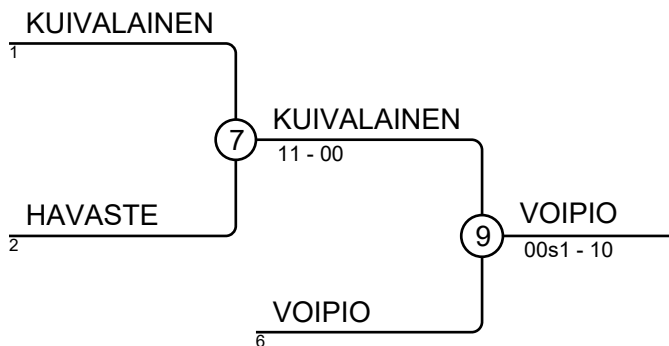 KUIVALAINEN
1
7
KUIVALAINEN
11 - 00
HAVASTE
2
9
VOIPIO
00s1 - 10
VOIPIO
6